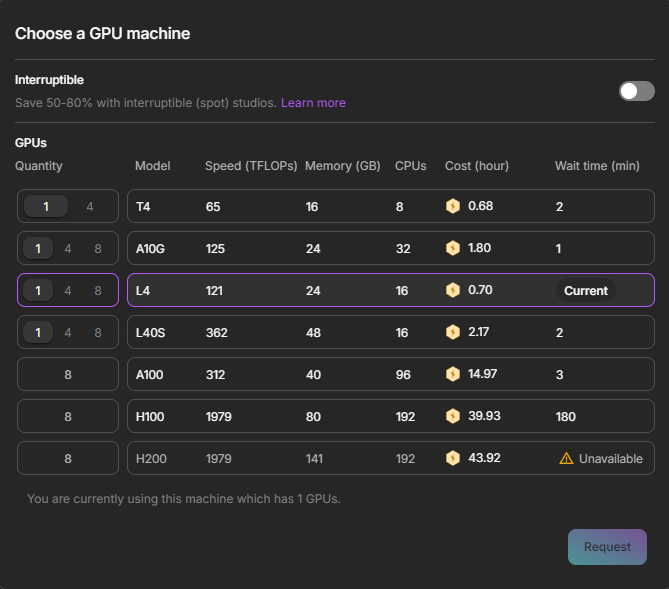 Choose a GPU machine
Interruptible
Save 50-80% with interruptible (spot) studios. Learn more
GPUs
Quantity Model Speed (TFLOPs) Memory (GB) CPUs Cost (hour) Wait time (min)
1 4 T4 65 16 8 0.68 2
1 4 8 A10G 125 24 32 1.80 1
1 4 8 L4 121 24 16 0.70 Current
1 4 8 L40S 362 48 16 2.17 2
8 A100 312 40 96 14.97 3
8 H100 1979 80 192 39.93 180
8 H200 1979 141 192 43.92 Unavailable
You are currently using this machine which has 1 GPUs.
Request